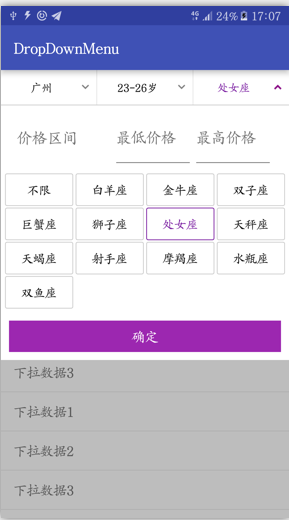 4G 24% 17:07
DropDownMenu
广州 23-26岁 处女座
价格区间 最低价格 最高价格
不限 白羊座 金牛座 双子座
巨蟹座 狮子座 处女座 天秤座
天蝎座 射手座 摩羯座 水瓶座
双鱼座
确定
下拉数据3
下拉数据1
下拉数据2
下拉数据3